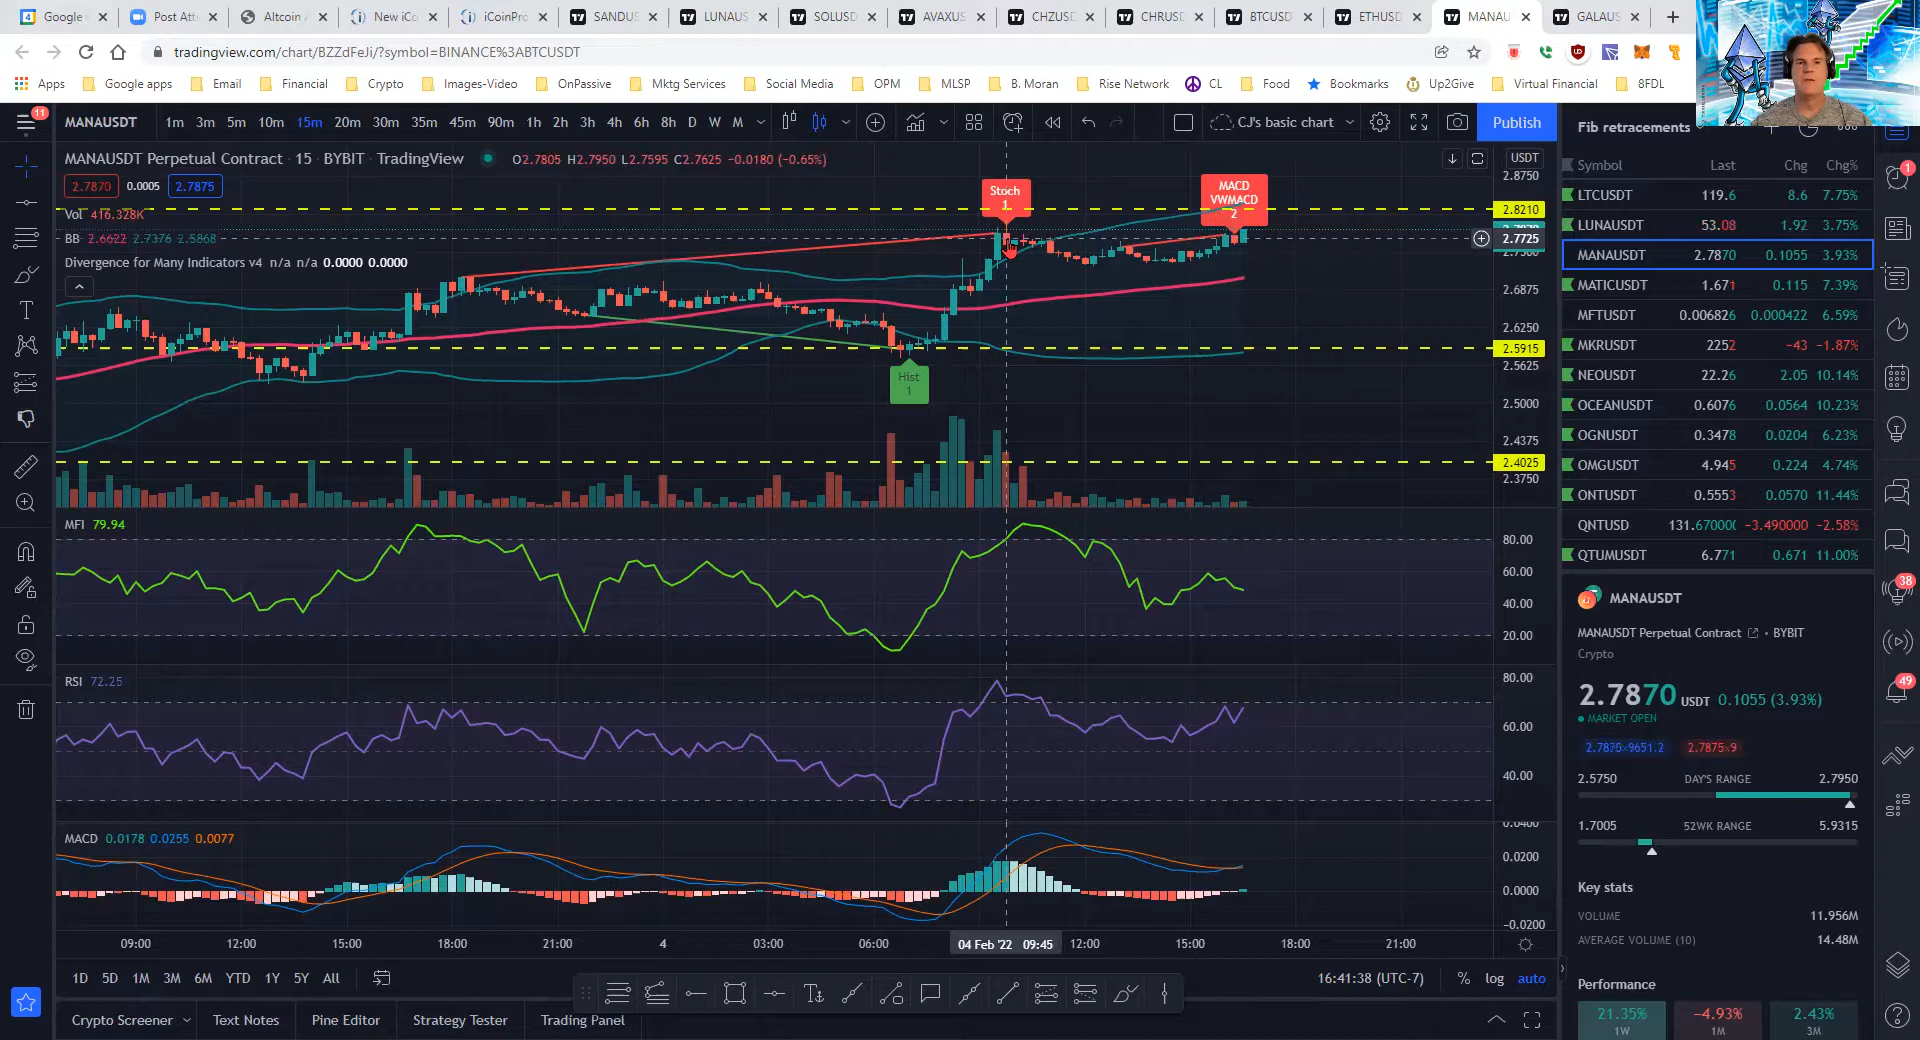 Google
Post Att
Altcoin
New iCo
iCoinPro
SANDUS
LUNAUS
SOLUSD
AVAXUS
CHZUSD
CHRUSD
BTCUSD
ETHUSD
MANAU
GALAUS
tradingview.com/chart/BZZdFeJi/?symbol=BINANCE%3ABTCUSDT
Apps Google apps Email Financial Crypto Images-Video OnPassive Mktg Services Social Media OPM MLSP B. Moran Rise Network CL Food Bookmarks Up2Give Virtual Financial 8FDL
11
MANAUSDT 1m 3m 5m 10m 15m 20m 30m 35m 45m 90m 1h 2h 3h 4h 6h 8h D W M
CJ's basic chart
Publish
MANAUSDT Perpetual Contract · 15 · BYBIT · TradingView
O2.7805 H2.7950 L2.7595 C2.7625 −0.0180 (−0.65%)
2.7870 0.0005 2.7875
Vol 416.328K
BB 2.6622 2.7376 2.5868
Divergence for Many Indicators v4 n/a n/a 0.0000 0.0000
Stoch
1
MACD
VWMACD
2
Hist
1
USDT
2.8750
2.8210
2.7725
2.7500
2.6875
2.6250
2.5915
2.5625
2.5000
2.4375
2.4025
2.3750
MFI 79.94
80.00
60.00
40.00
20.00
RSI 72.25
80.00
60.00
40.00
MACD 0.0178 0.0255 0.0077
0.0400
0.0200
0.0000
−0.0200
09:00 12:00 15:00 18:00 21:00 4 03:00 06:00 04 Feb '22 09:45 12:00 15:00 18:00 21:00
1D 5D 1M 3M 6M YTD 1Y 5Y All
16:41:38 (UTC-7) % log auto
Crypto Screener Text Notes Pine Editor Strategy Tester Trading Panel
Fib retracements
Symbol Last Chg Chg%
LTCUSDT 119.6 8.6 7.75%
LUNAUSDT 53.08 1.92 3.75%
MANAUSDT 2.7870 0.1055 3.93%
MATICUSDT 1.671 0.115 7.39%
MFTUSDT 0.006826 0.000422 6.59%
MKRUSDT 2252 −43 −1.87%
NEOUSDT 22.26 2.05 10.14%
OCEANUSDT 0.6076 0.0564 10.23%
OGNUSDT 0.3478 0.0204 6.23%
OMGUSDT 4.945 0.224 4.74%
ONTUSDT 0.5553 0.0570 11.44%
QNTUSD 131.67000 −3.490000 −2.58%
QTUMUSDT 6.771 0.671 11.00%
MANAUSDT
MANAUSDT Perpetual Contract • BYBIT
Crypto
2.7870 USDT 0.1055 (3.93%)
MARKET OPEN
2.7875×9
2.5750 DAY'S RANGE 2.7950
1.7005 52WK RANGE 5.9315
Key stats
VOLUME 11.956M
AVERAGE VOLUME (10) 14.48M
Performance
21.35% −4.93% 2.43%
1W 1M 3M
1
38
49